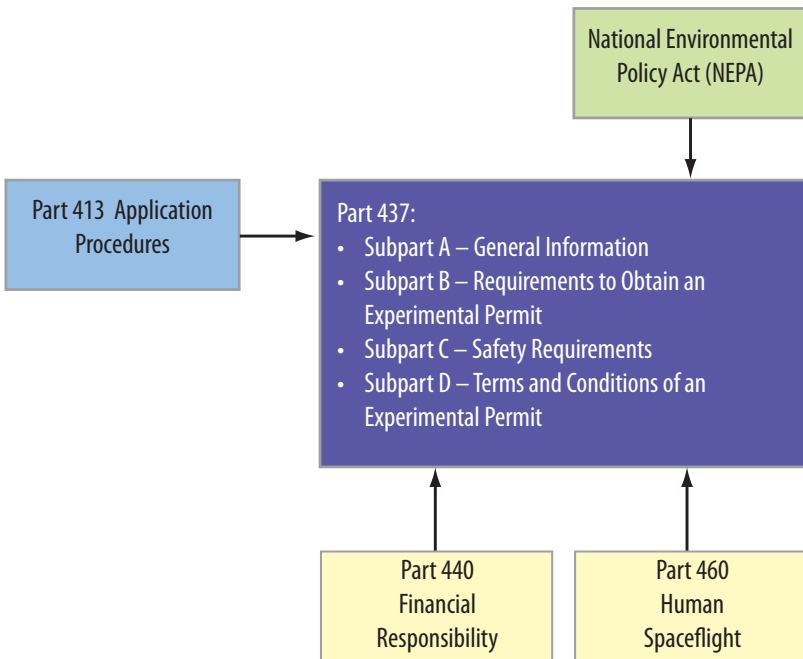 National Environmental
Policy Act (NEPA)
Part 413 Application
Procedures
Part 437:
• Subpart A – General Information
• Subpart B – Requirements to Obtain an
Experimental Permit
• Subpart C – Safety Requirements
• Subpart D – Terms and Conditions of an
Experimental Permit
Part 440
Financial
Responsibility
Part 460
Human
Spaceflight